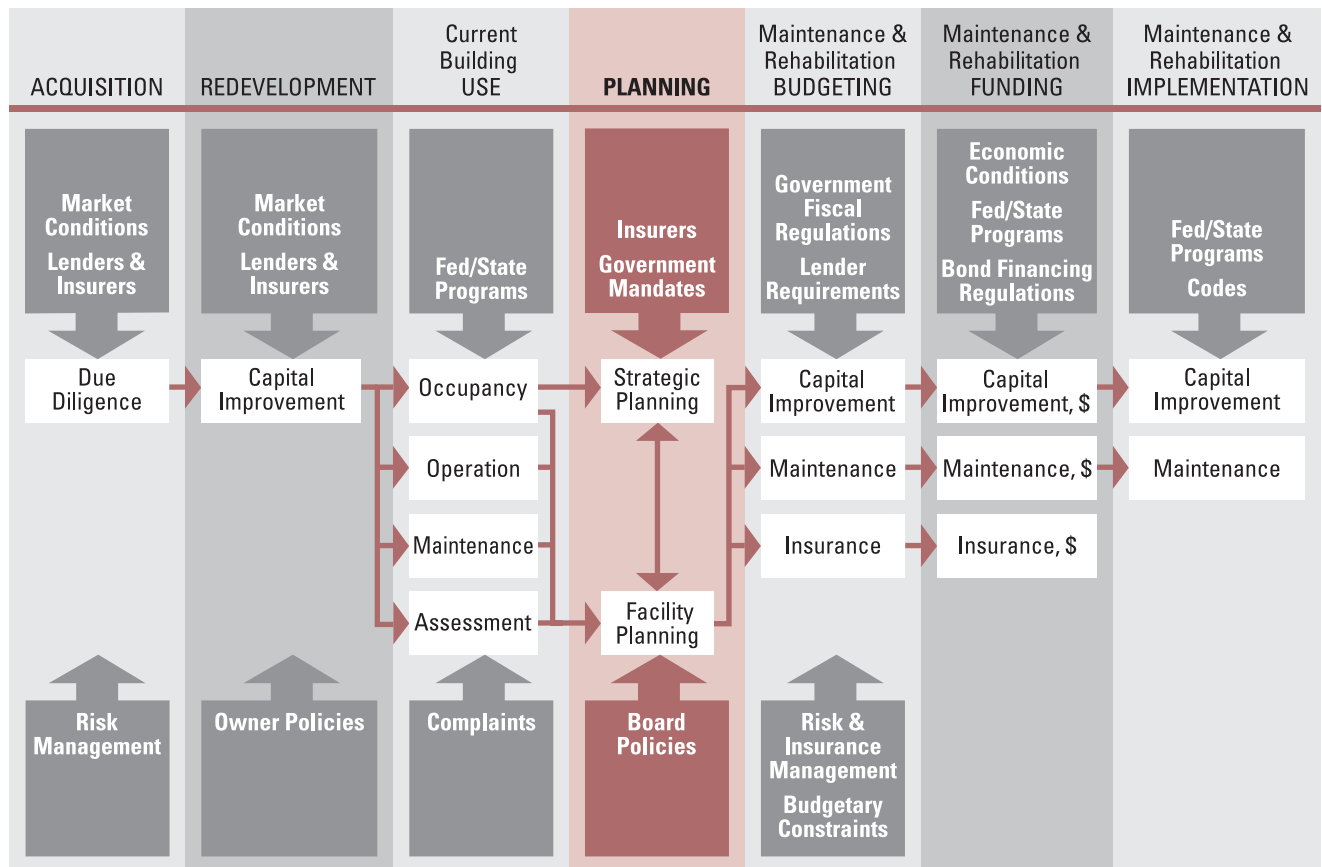 ACQUISITION
REDEVELOPMENT
Current
Building
USE
PLANNING
Maintenance &
Rehabilitation
BUDGETING
Maintenance &
Rehabilitation
FUNDING
Maintenance &
Rehabilitation
IMPLEMENTATION
Market
Conditions
Lenders &
Insurers
Market
Conditions
Lenders &
Insurers
Fed/State
Programs
Insurers
Government
Mandates
Government
Fiscal
Regulations
Lender
Requirements
Economic
Conditions
Fed/State
Programs
Bond Financing
Regulations
Fed/State
Programs
Codes
Due
Diligence
Capital
Improvement
Occupancy
Operation
Maintenance
Assessment
Strategic
Planning
Facility
Planning
Capital
Improvement
Maintenance
Insurance
Capital
Improvement, $
Maintenance, $
Insurance, $
Capital
Improvement
Maintenance
Risk
Management
Owner Policies
Complaints
Board
Policies
Risk &
Insurance
Management
Budgetary
Constraints